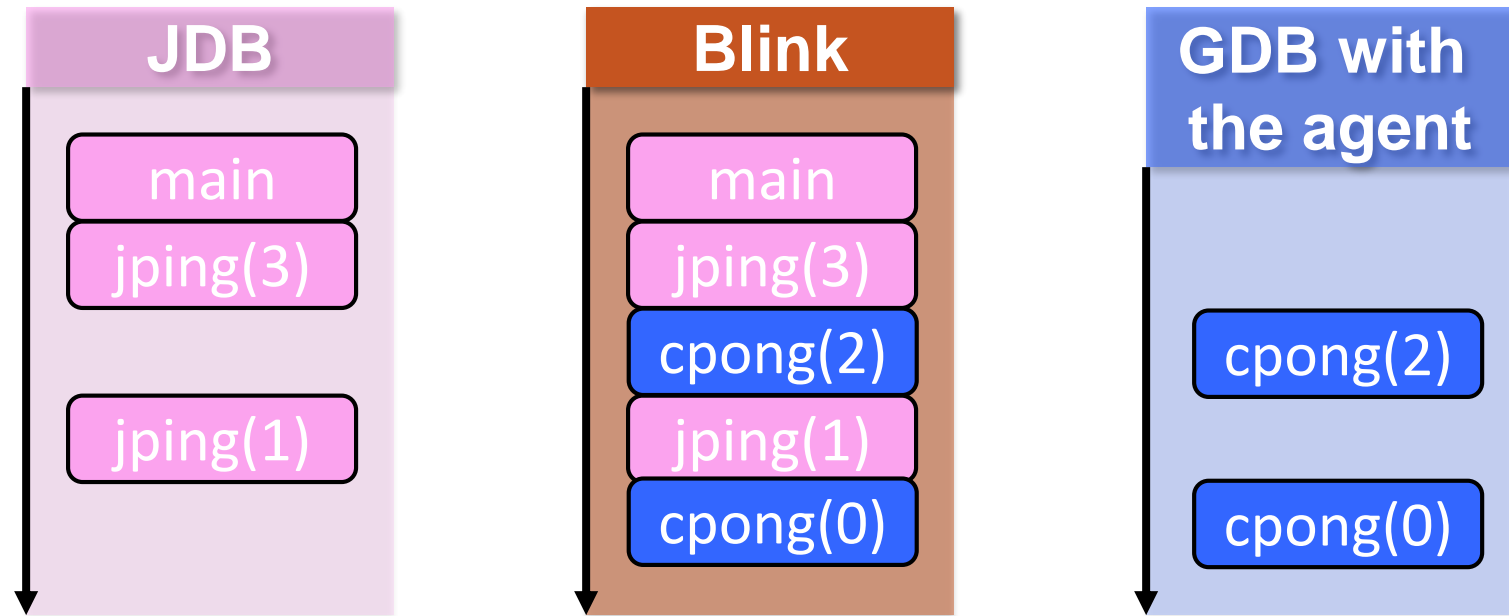 JDB
main
jping(3)
jping(1)
Blink
main
jping(3)
cpong(2)
jping(1)
cpong(0)
GDB with
the agent
cpong(2)
cpong(0)